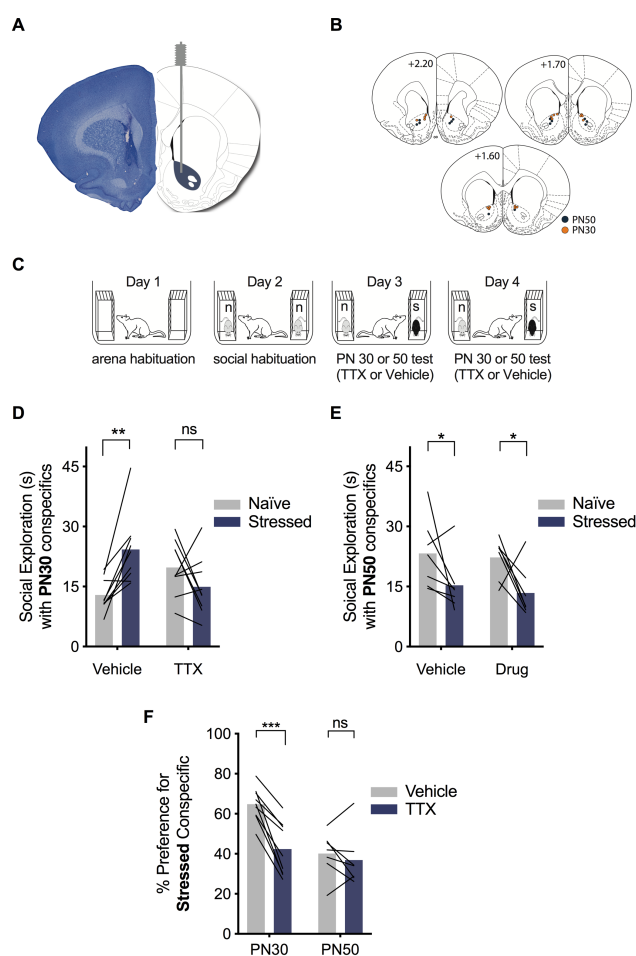 A
B
+2.20
+1.70
+1.60
PN50
PN30
C
Day 1
Day 2
Day 3
Day 4
n
n
n
s
n
s
arena habituation
social habituation
PN 30 or 50 test
(TTX or Vehicle)
PN 30 or 50 test
(TTX or Vehicle)
D
**
ns
45
30
15
0
Social Exploration (s)
with PN30 conspecifics
Naïve
Stressed
Vehicle
TTX
E
*
*
45
30
15
0
Soical Exploration (s)
with PN50 conspecifics
Naïve
Stressed
Vehicle
Drug
F
***
ns
100
80
60
40
20
0
% Preference for
Stressed Conspecific
Vehicle
TTX
PN30
PN50